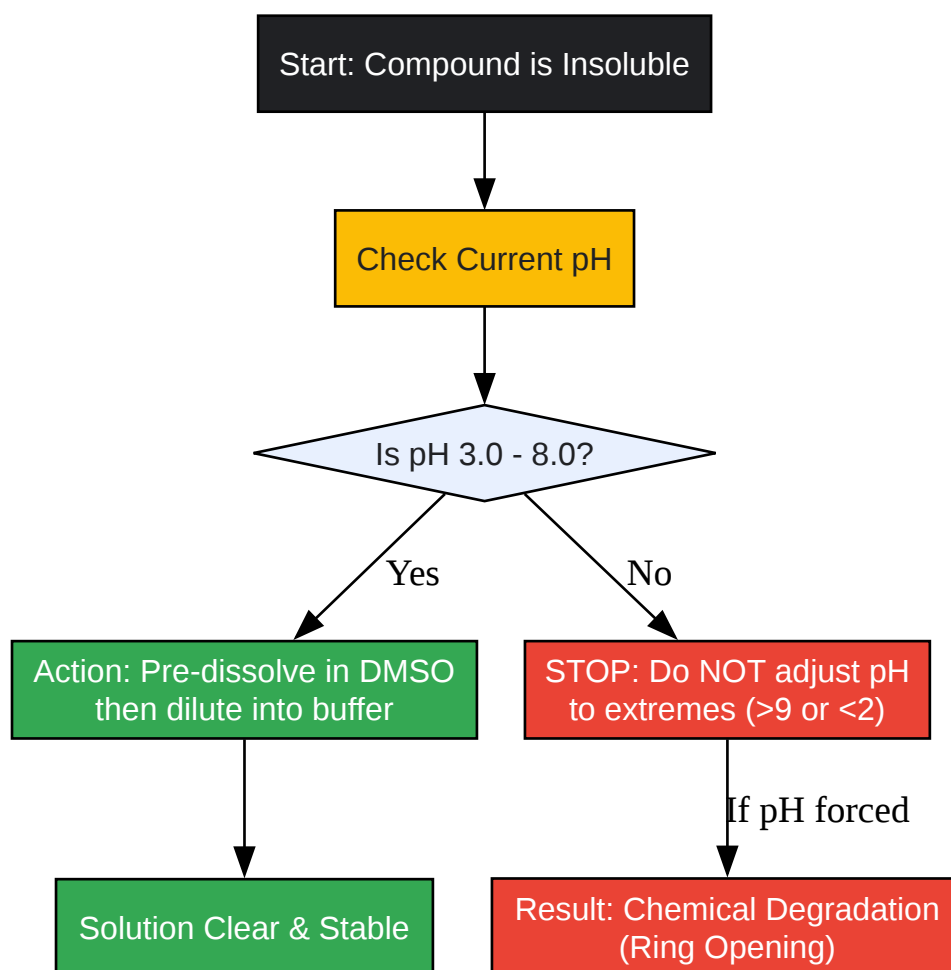 Start: Compound is Insoluble
Check Current pH
Is pH 3.0 - 8.0?
Yes
No
Action: Pre-dissolve in DMSO
then dilute into buffer
STOP: Do NOT adjust pH
to extremes (>9 or <2)
If pH forced
Solution Clear & Stable
Result: Chemical Degradation
(Ring Opening)